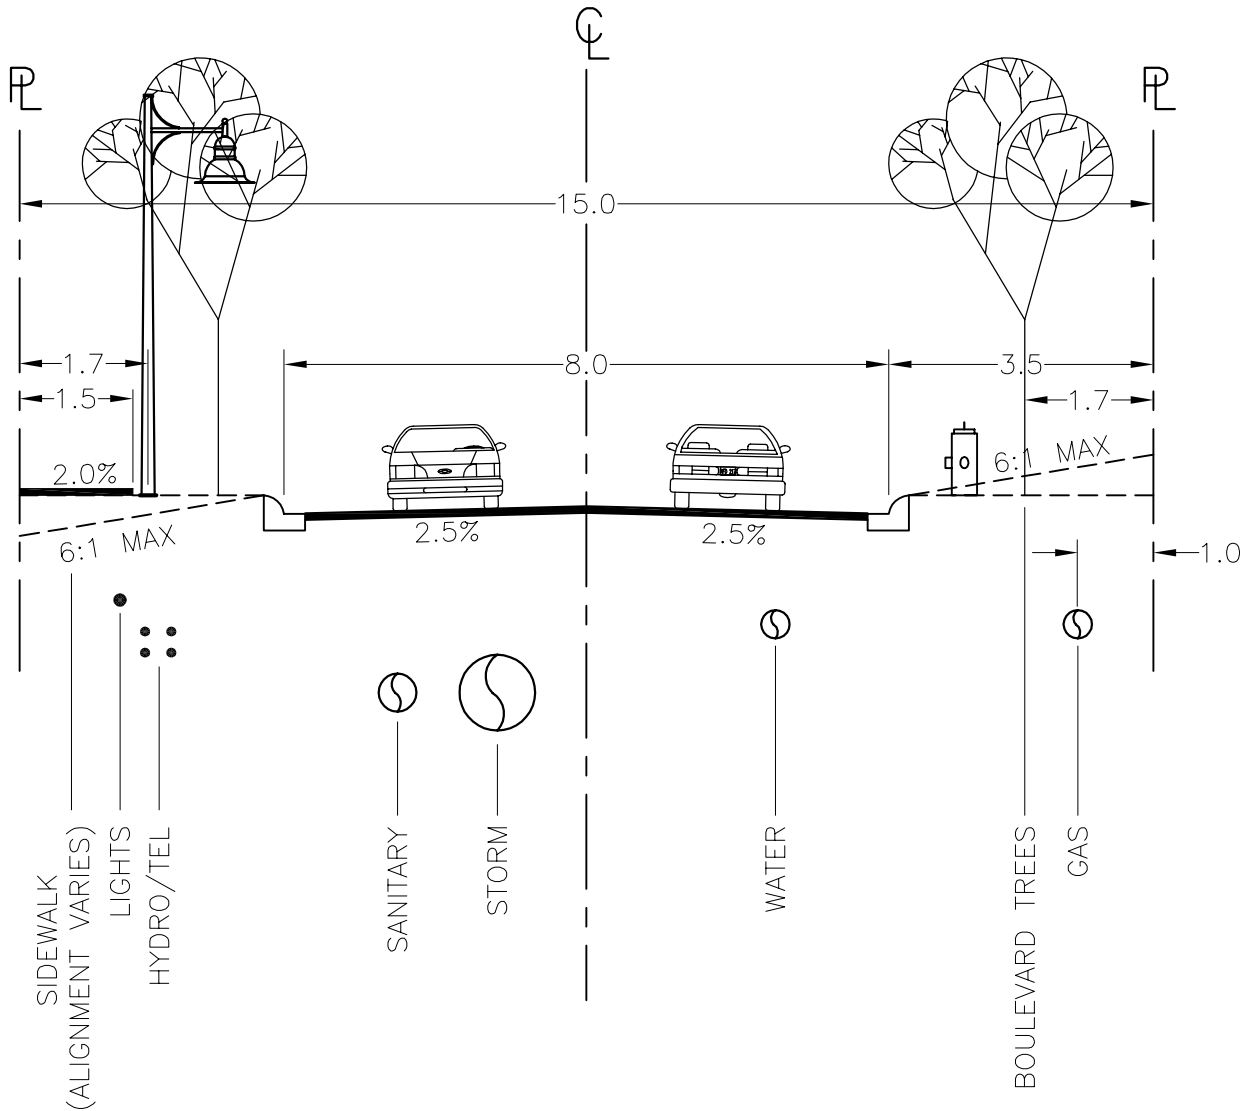 CL
PL
PL
15.0
1.7
8.0
3.5
1.5
1.7
2.0%
6:1 MAX
6:1 MAX
2.5%
2.5%
1.0
SIDEWALK
(ALIGNMENT VARIES)
LIGHTS
HYDRO/TEL
SANITARY
STORM
WATER
BOULEVARD TREES
GAS